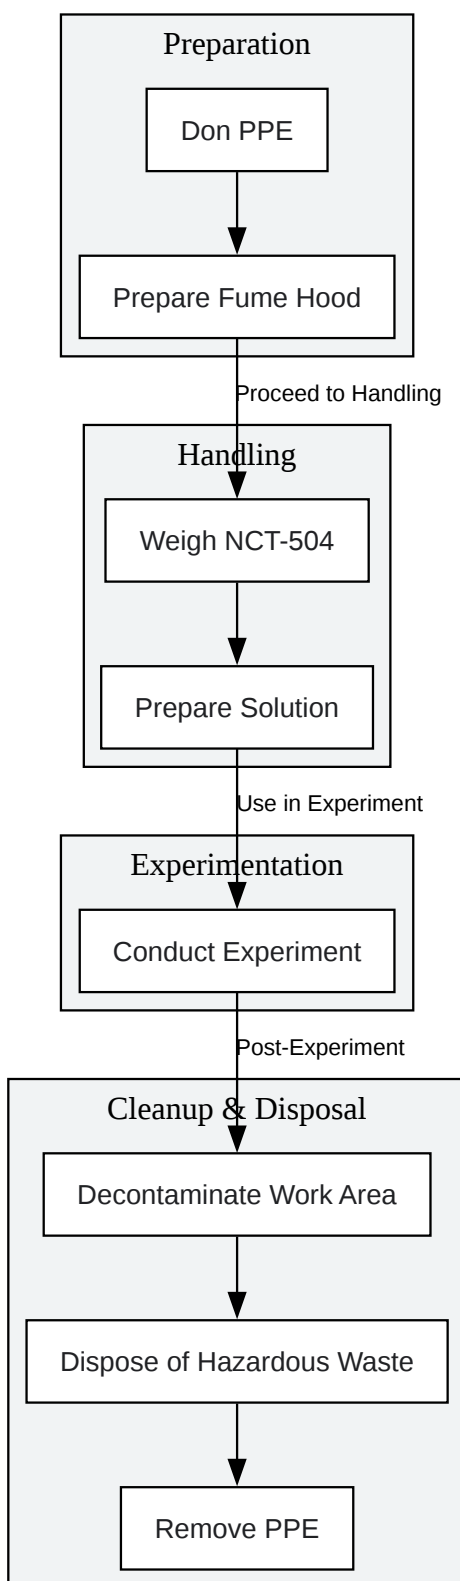 Preparation
Don PPE
Prepare Fume Hood
Proceed to Handling
Handling
Weigh NCT-504
Prepare Solution
Use in Experiment
Experimentation
Conduct Experiment
Post-Experiment
Cleanup & Disposal
Decontaminate Work Area
Dispose of Hazardous Waste
Remove PPE